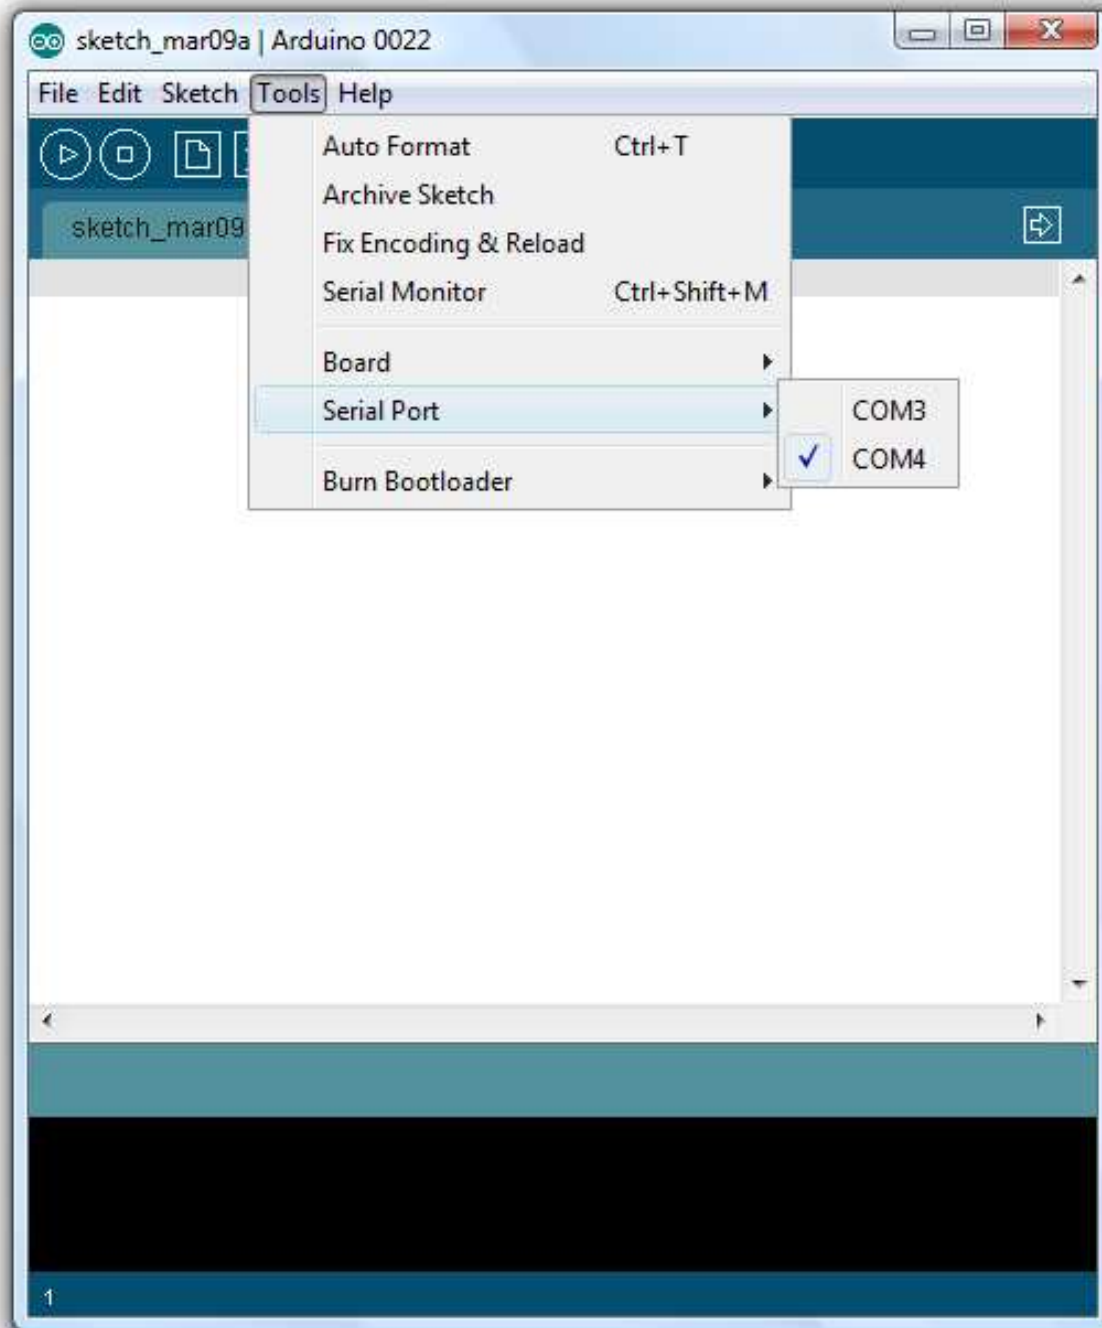 sketch_mar09a | Arduino 0022
File Edit Sketch Tools Help
Auto Format Ctrl+T
Archive Sketch
sketch_mar09
Fix Encoding & Reload
Serial Monitor Ctrl+Shift+M
Board
Serial Port COM3
COM4
Burn Bootloader
1